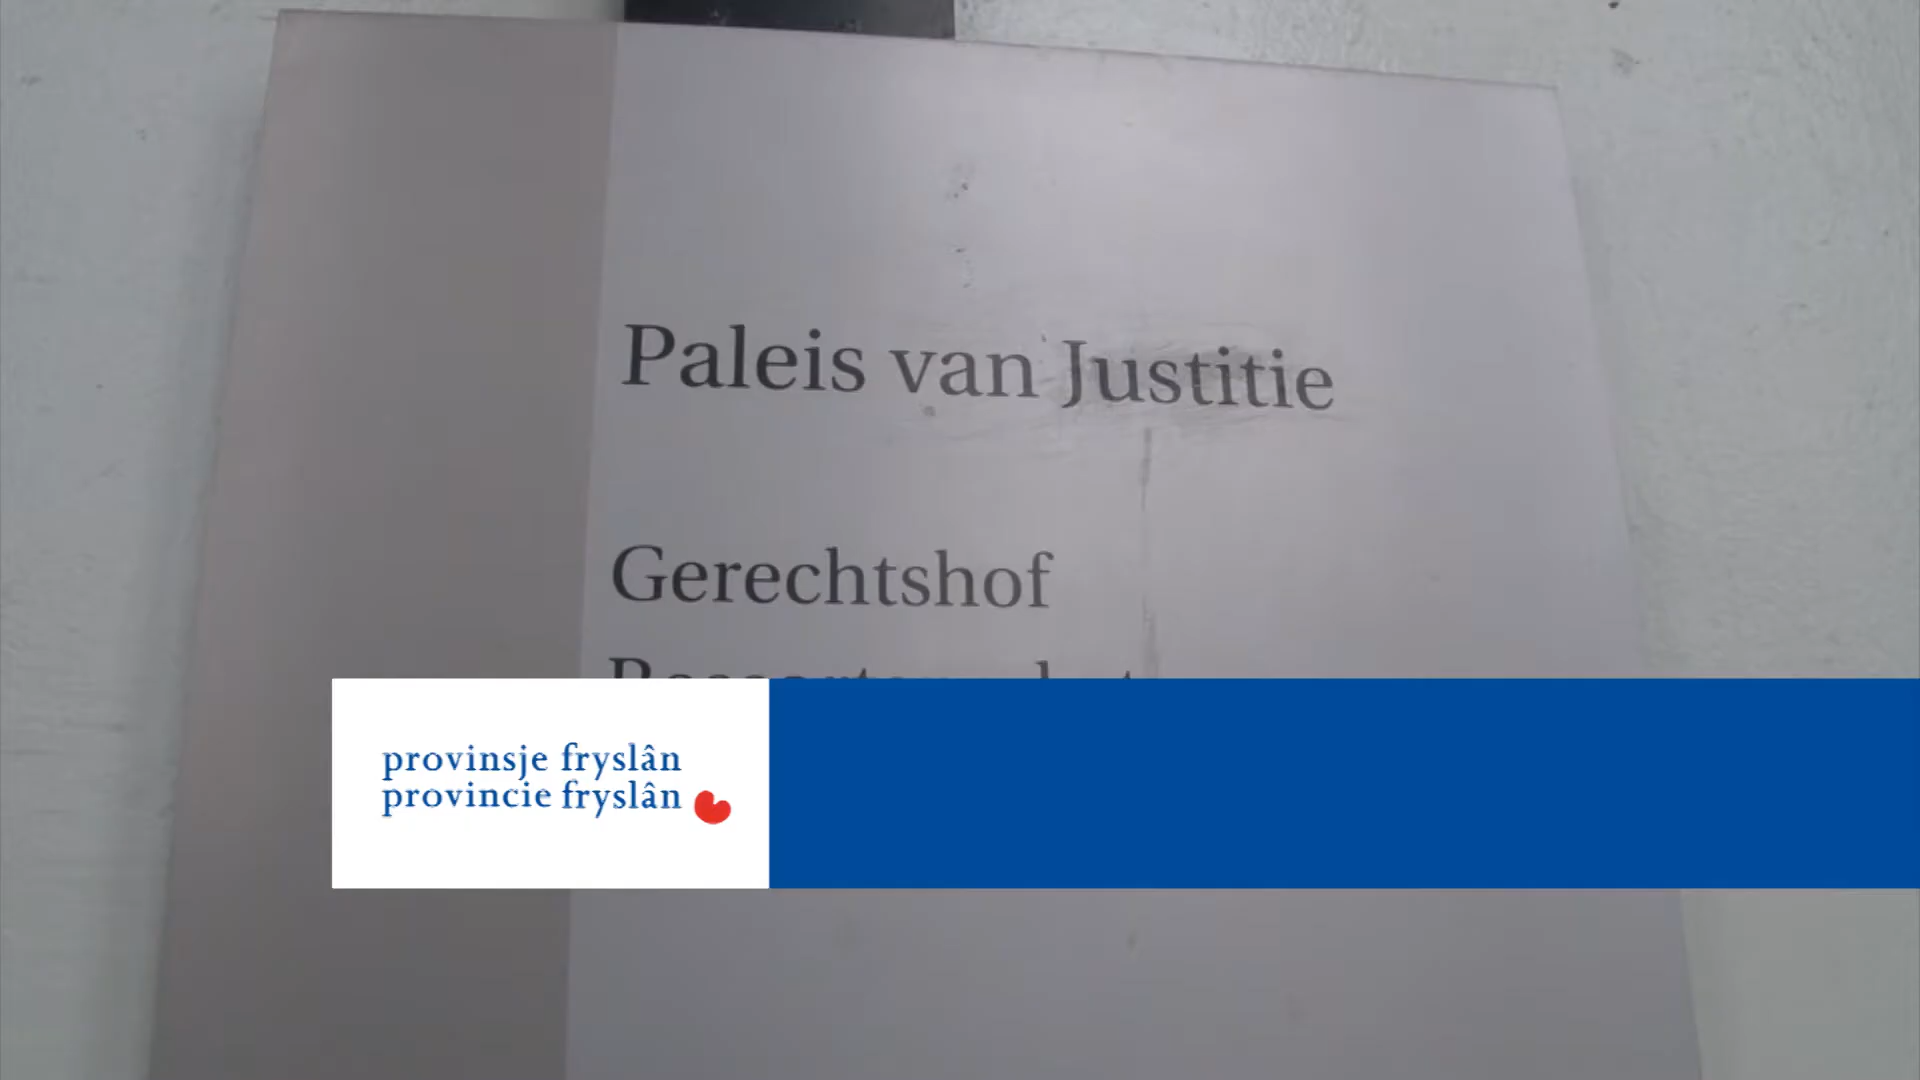 Paleis van Justitie
Gerechtshof
provinsje fryslân
provincie fryslân